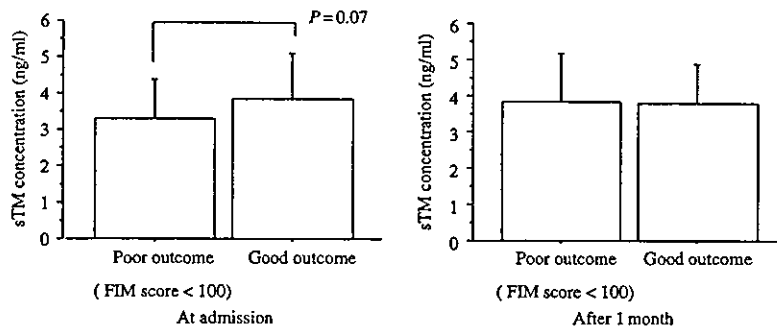 P = 0.07
sTM concentration (ng/ml)
6
5
4
3
2
1
0
Poor outcome
Good outcome
( FIM score < 100)
At admission
sTM concentration (ng/ml)
6
5
4
3
2
1
0
Poor outcome
Good outcome
( FIM score < 100)
After 1 month